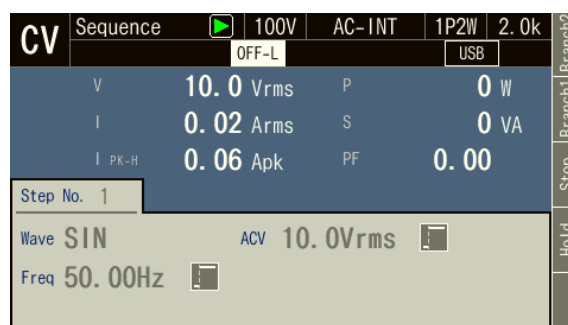 CV Sequence 100V AC-INT 1P2W 2.0k
OFF-L USB
V 10.0 Vrms P 0 W
I 0.02 Arms S 0 VA
I PK-H 0.06 Apk PF 0.00
Step No. 1
Wave SIN ACV 10.0Vrms
Freq 50.00Hz
Branch2
Branch1
Stop
Hold